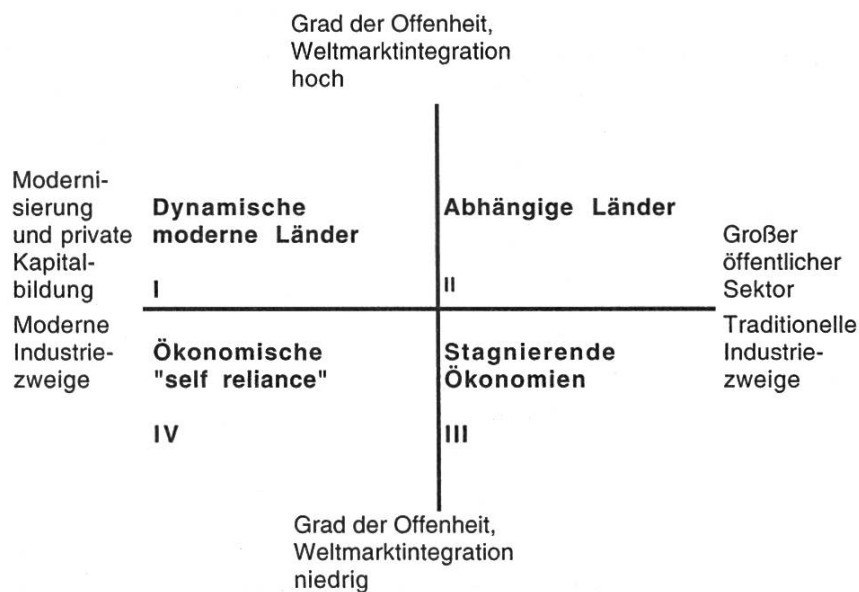 Grad der Offenheit,
Weltmarktintegration
hoch
Moderni-
sierung
und private
Kapital-
bildung
Dynamische
moderne Länder
I
Abhängige Länder
II
Großer
öffentlicher
Sektor
Moderne
Industrie-
zweige
Ökonomische
"self reliance"
IV
Stagnierende
Ökonomien
III
Traditionelle
Industrie-
zweige
Grad der Offenheit,
Weltmarktintegration
niedrig